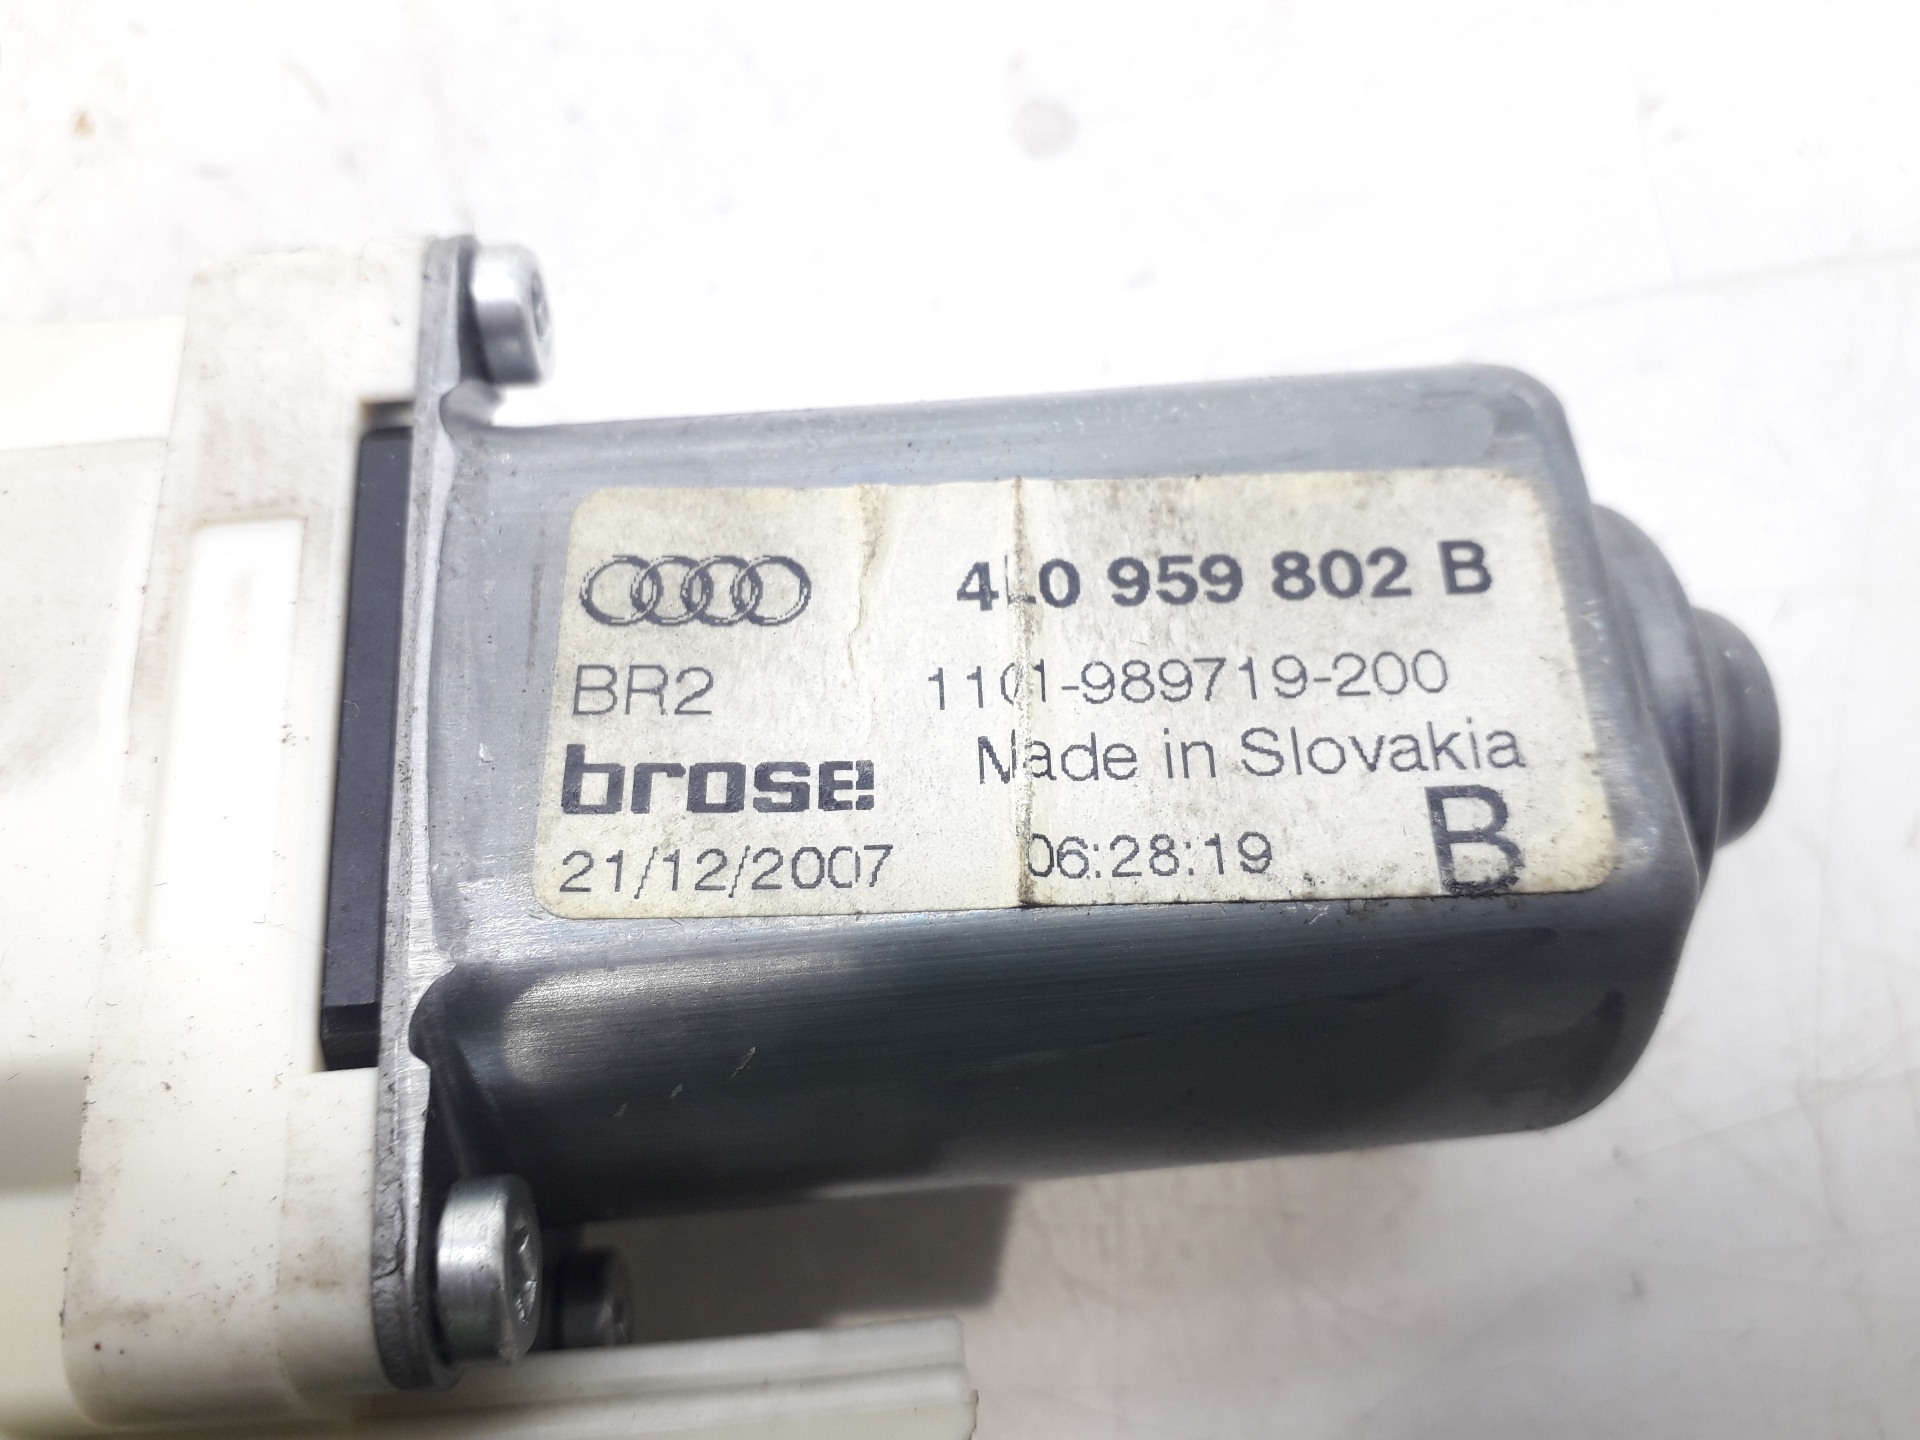 4L0 959 802 B
BR2 1101-989719-200
brose Made in Slovakia
21/12/2007 06:28:19 B